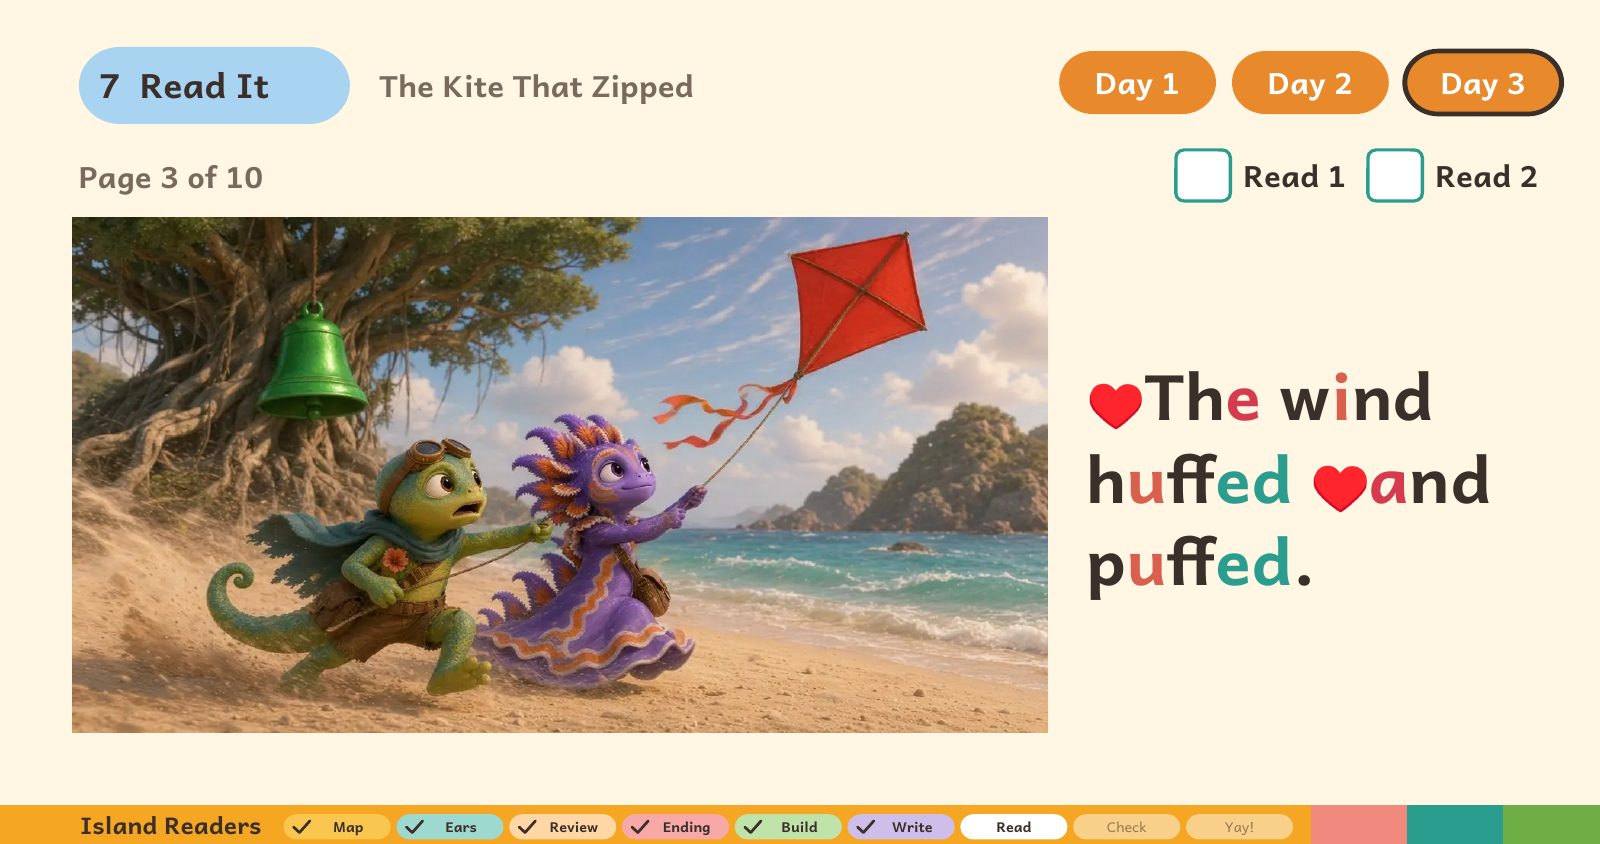 7 Read It
The Kite That Zipped
Day 1
Day 2
Day 3
Page 3 of 10
Read 1
Read 2
❤️The wind
huffed ❤️and
puffed.
Island Readers
Map
Ears
Review
Ending
Build
Write
Read
Check
Yay!